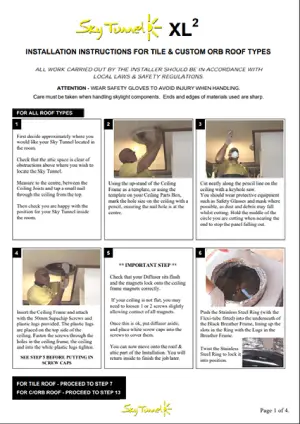 Sky Tunnel XL2
INSTALLATION INSTRUCTIONS FOR TILE & CUSTOM ORB ROOF TYPES
ALL WORK CARRIED OUT BY THE INSTALLER SHOULD BE IN ACCORDANCE WITH
LOCAL LAWS & SAFETY REGULATIONS
ATTENTION - WEAR SAFETY GLOVES TO AVOID INJURY WHEN HANDLING.
Care must be taken when handling skylight components. Ends and edges of materials used are sharp.
FOR ALL ROOF TYPES
1
First decide approximately where you
would like your Sky Tunnel Located in
the room.
Check that the attic space is clear of
obstructions above where you wish to
locate the Sky Tunnel.
Measure to the centre, between the
Ceiling Joists and tap a small nail
through the ceiling from the top.
Then check you are happy with the
position for your Sky Tunnel inside
the room.
2
Using the up-stand of the Ceiling
Frame as a template, or using the
template on your Ceiling Parts Box,
mark the hole size on the ceiling with a
pencil, ensuring the nail hole is at the
centre.
3
Cut neatly along the pencil line on the
ceiling with a keyhole saw.
You should wear protective equipment
such as Safety Glasses and mask where
possible, as dust and debris may fall
whilst cutting. Hold the middle of the
circle you are cutting when nearing the
end to stop the panel falling out.
4
Insert the Ceiling Frame and attach
with the 50mm Squachip Screws and
plastic lugs provided. The plastic lugs
are placed on the top side of the
ceiling. Fasten the screws through the
holes in the ceiling frame, the ceiling
and into the white plastic lugs tighten.
SEE STEP 5 BEFORE PUTTING IN
SCREW CAPS
5
** IMPORTANT STEP **
Check that your Diffuser sits flush
and the magnets lock onto the ceiling
frame magnets correctly.
If your ceiling is not flat, you may
need to loosen 1 or 2 screws slightly
allowing contact of all magnets.
Once this is ok, put diffuser aside,
and place white screw caps into the
screws to cover them.
You can now move onto the roof &
attic part of the installation. You will
return inside to finish the job later.
6
Push the Stainless Steel Ring (with the
Flexi-tube firmly into the underneath of
the Black Breather Frame, lining up the
slots in the Ring with the Lugs in the
Breather Frame.
Twist the Stainless
Steel Ring to lock it
into position.
FOR TILE ROOF - PROCEED TO STEP 7
FOR C/ORB ROOF - PROCEED TO STEP 13
Sky Tunnel
Page 1 of 4.